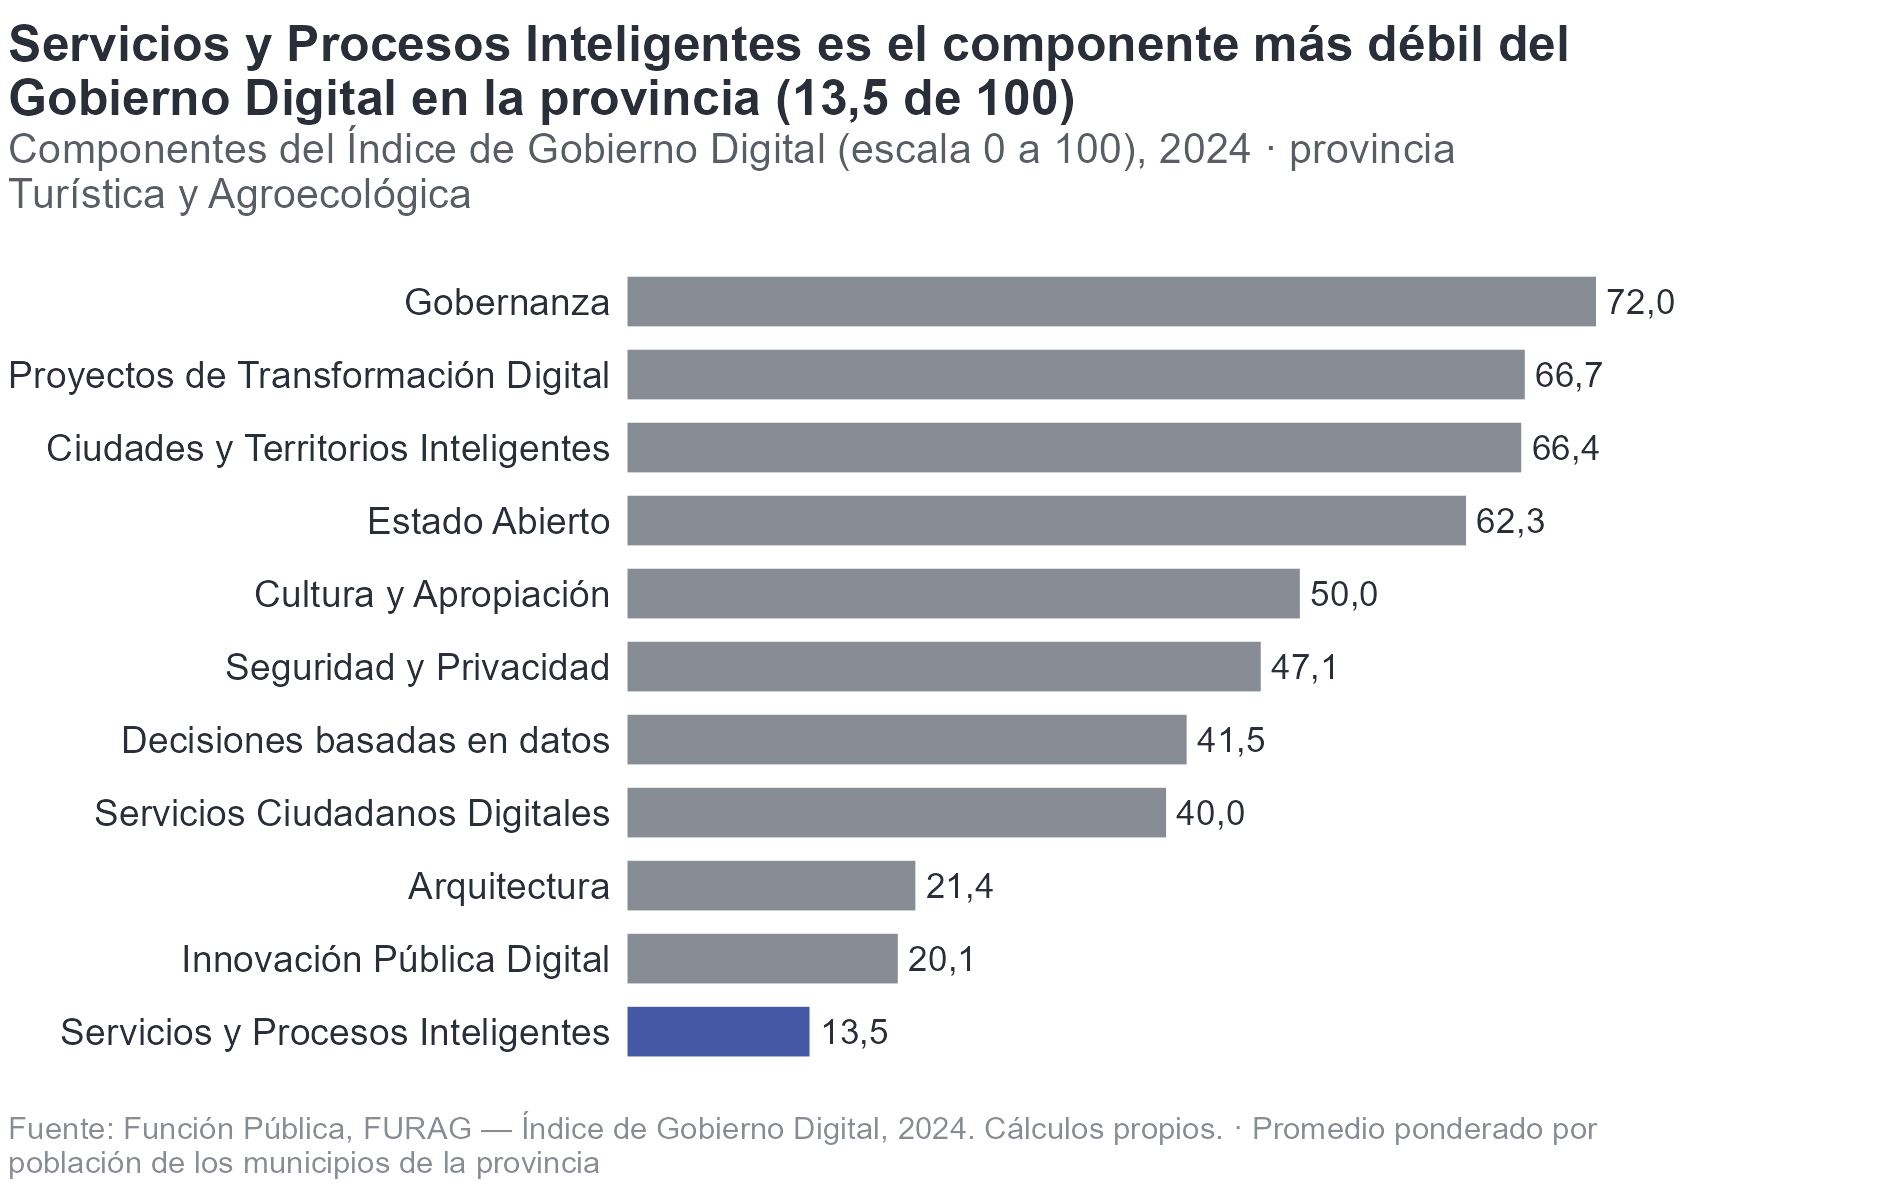 Servicios y Procesos Inteligentes es el componente más débil del
Gobierno Digital en la provincia (13,5 de 100)
Componentes del Índice de Gobierno Digital (escala 0 a 100), 2024 · provincia
Turística y Agroecológica
Gobernanza 72,0
Proyectos de Transformación Digital 66,7
Ciudades y Territorios Inteligentes 66,4
Estado Abierto 62,3
Cultura y Apropiación 50,0
Seguridad y Privacidad 47,1
Decisiones basadas en datos 41,5
Servicios Ciudadanos Digitales 40,0
Arquitectura 21,4
Innovación Pública Digital 20,1
Servicios y Procesos Inteligentes 13,5
Fuente: Función Pública, FURAG — Índice de Gobierno Digital, 2024. Cálculos propios. · Promedio ponderado por
población de los municipios de la provincia